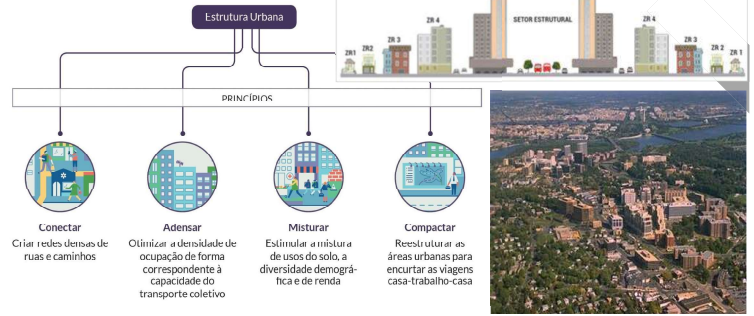 Estrutura Urbana
SETOR ESTRUTURAL
ZR 4
ZR 4
ZR 3
ZR 3
ZR2
ZR 2
ZR1
ZR 1
PRINCÍPIOS
Conectar
Criar redes densas de
ruas e caminhos
Adensar
Otimizar a densidade de
ocupação de forma
correspondente à
capacidade do
transporte coletivo
Misturar
Estimular a mistura
de usos do solo, a
diversidade demográ-
fica e de renda
Compactar
Reestruturar as
áreas urbanas para
encurtar as viagens
casa-trabalho-casa